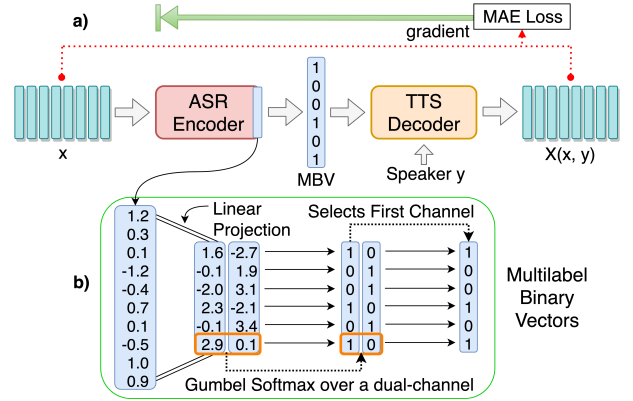 a)
MAE Loss
gradient
ASR
Encoder
1
0
0
1
0
1
TTS
Decoder
x
MBV
Speaker y
X(x, y)
b)
1.2
0.3
0.1
-1.2
-0.4
0.7
0.1
-0.5
1.0
0.9
Linear
Projection
Selects First Channel
1.6 -2.7 1 0 1
-0.1 1.9 0 1 0
-2.0 3.1 0 1 0
2.3 -2.1 1 0 1
-0.1 3.4 0 1 0
2.9 0.1 1 0 1
Multilabel
Binary
Vectors
Gumbel Softmax over a dual-channel